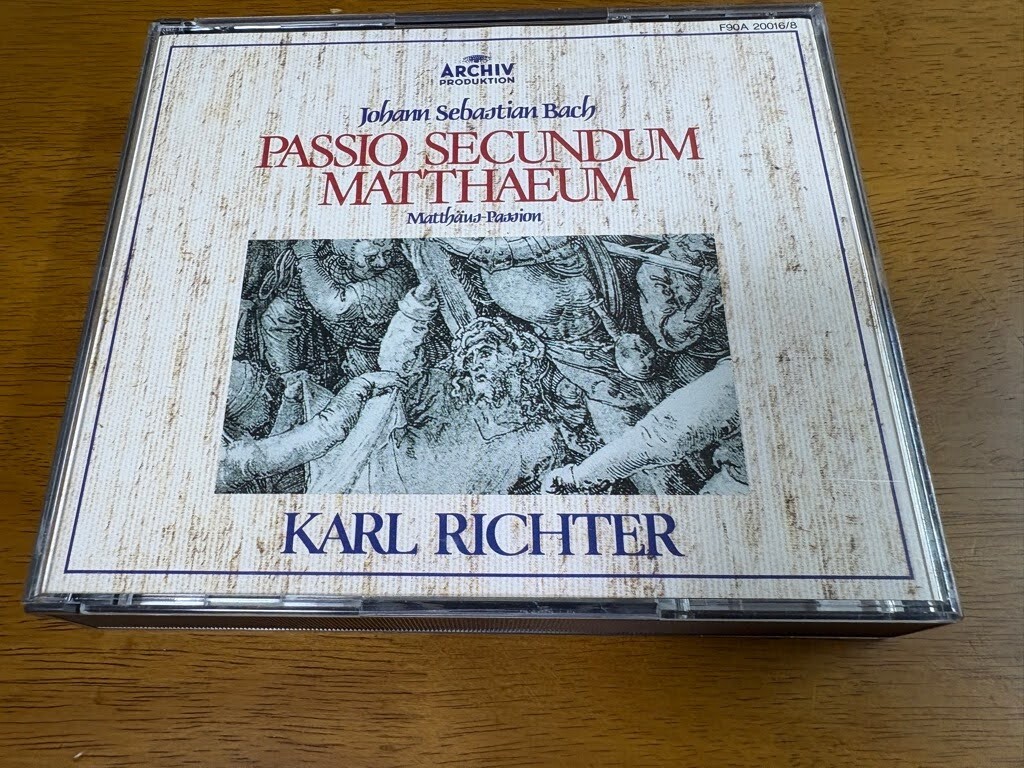 F90A 20016/8
ARCHIV
PRODUKTION
Johann Sebastian Bach
PASSIO SECUNDUM
MATTHAEUM
Matthäus-Passion
KARL RICHTER